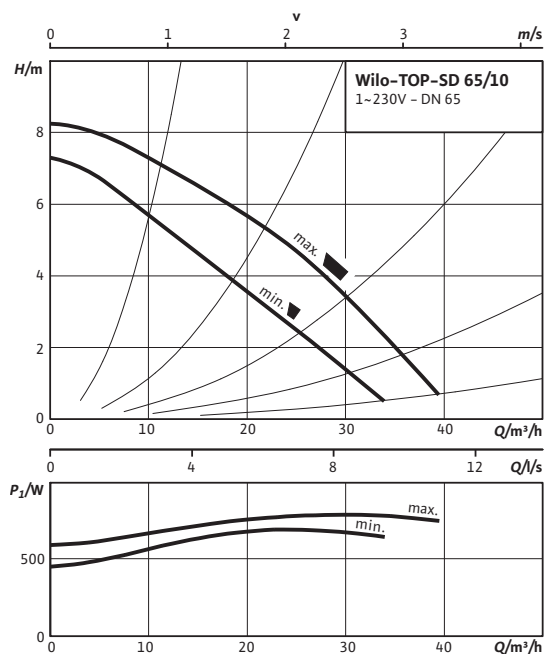 v
0 1 2 3 m/s
H/m
Wilo-TOP-SD 65/10
1~230V - DN 65
8
6
max.
4
min.
2
0
0 10 20 30 40 Q/m³/h
0 4 8 12 Q/l/s
P₁/W
max.
min.
500
0
0 10 20 30 40 Q/m³/h